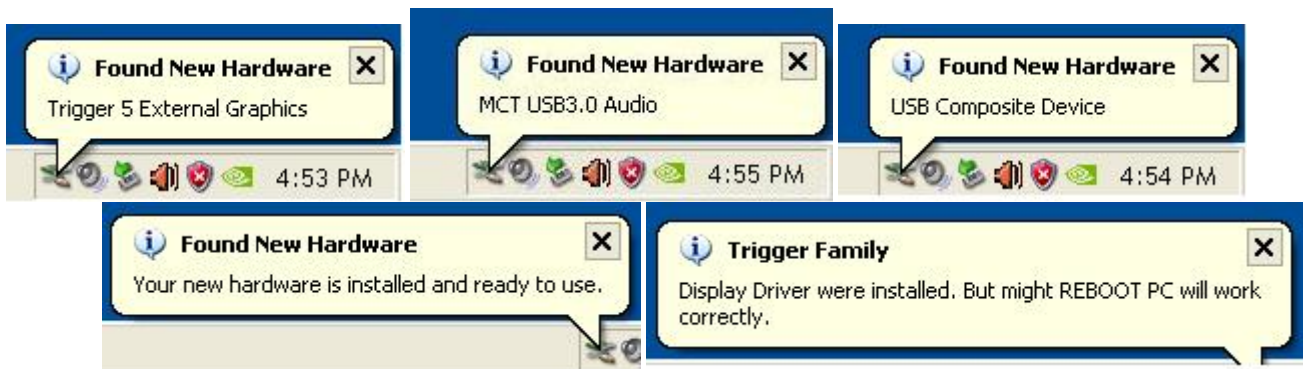 Found New Hardware
Trigger 5 External Graphics
4:53 PM
Found New Hardware
MCT USB3.0 Audio
4:55 PM
Found New Hardware
USB Composite Device
4:54 PM
Found New Hardware
Your new hardware is installed and ready to use.
Trigger Family
Display Driver were installed. But might REBOOT PC will work
correctly.